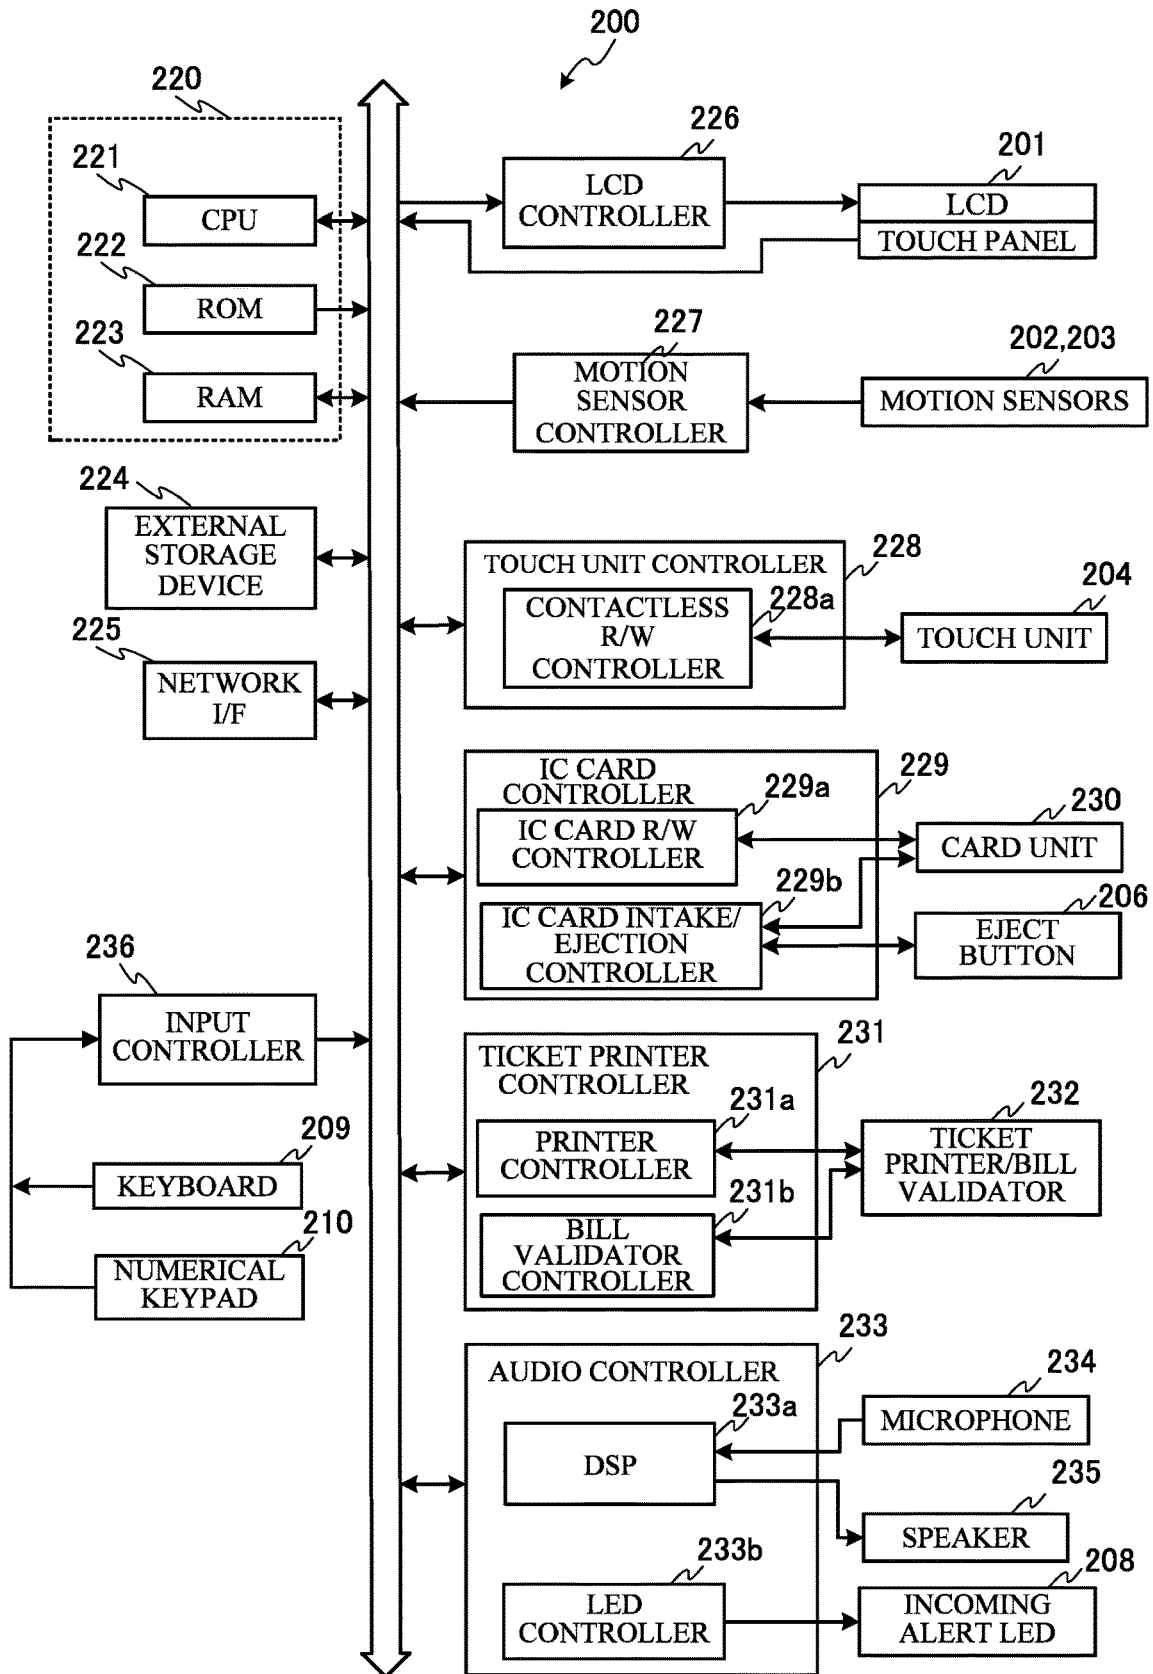 200
220
226
201
221
CPU
LCD
CONTROLLER
LCD
TOUCH PANEL
222
ROM
223
RAM
227
MOTION
SENSOR
CONTROLLER
202,203
MOTION SENSORS
224
EXTERNAL
STORAGE
DEVICE
225
NETWORK
I/F
TOUCH UNIT CONTROLLER
228
CONTACTLESS
R/W
CONTROLLER
228a
204
TOUCH UNIT
IC CARD
CONTROLLER
229
229a
IC CARD R/W
CONTROLLER
230
CARD UNIT
229b
IC CARD INTAKE/
EJECTION
CONTROLLER
206
EJECT
BUTTON
236
INPUT
CONTROLLER
209
KEYBOARD
210
NUMERICAL
KEYPAD
TICKET PRINTER
CONTROLLER
231
231a
PRINTER
CONTROLLER
232
TICKET
PRINTER/BILL
VALIDATOR
231b
BILL
VALIDATOR
CONTROLLER
233
AUDIO CONTROLLER
233a
DSP
234
MICROPHONE
235
SPEAKER
233b
LED
CONTROLLER
208
INCOMING
ALERT LED